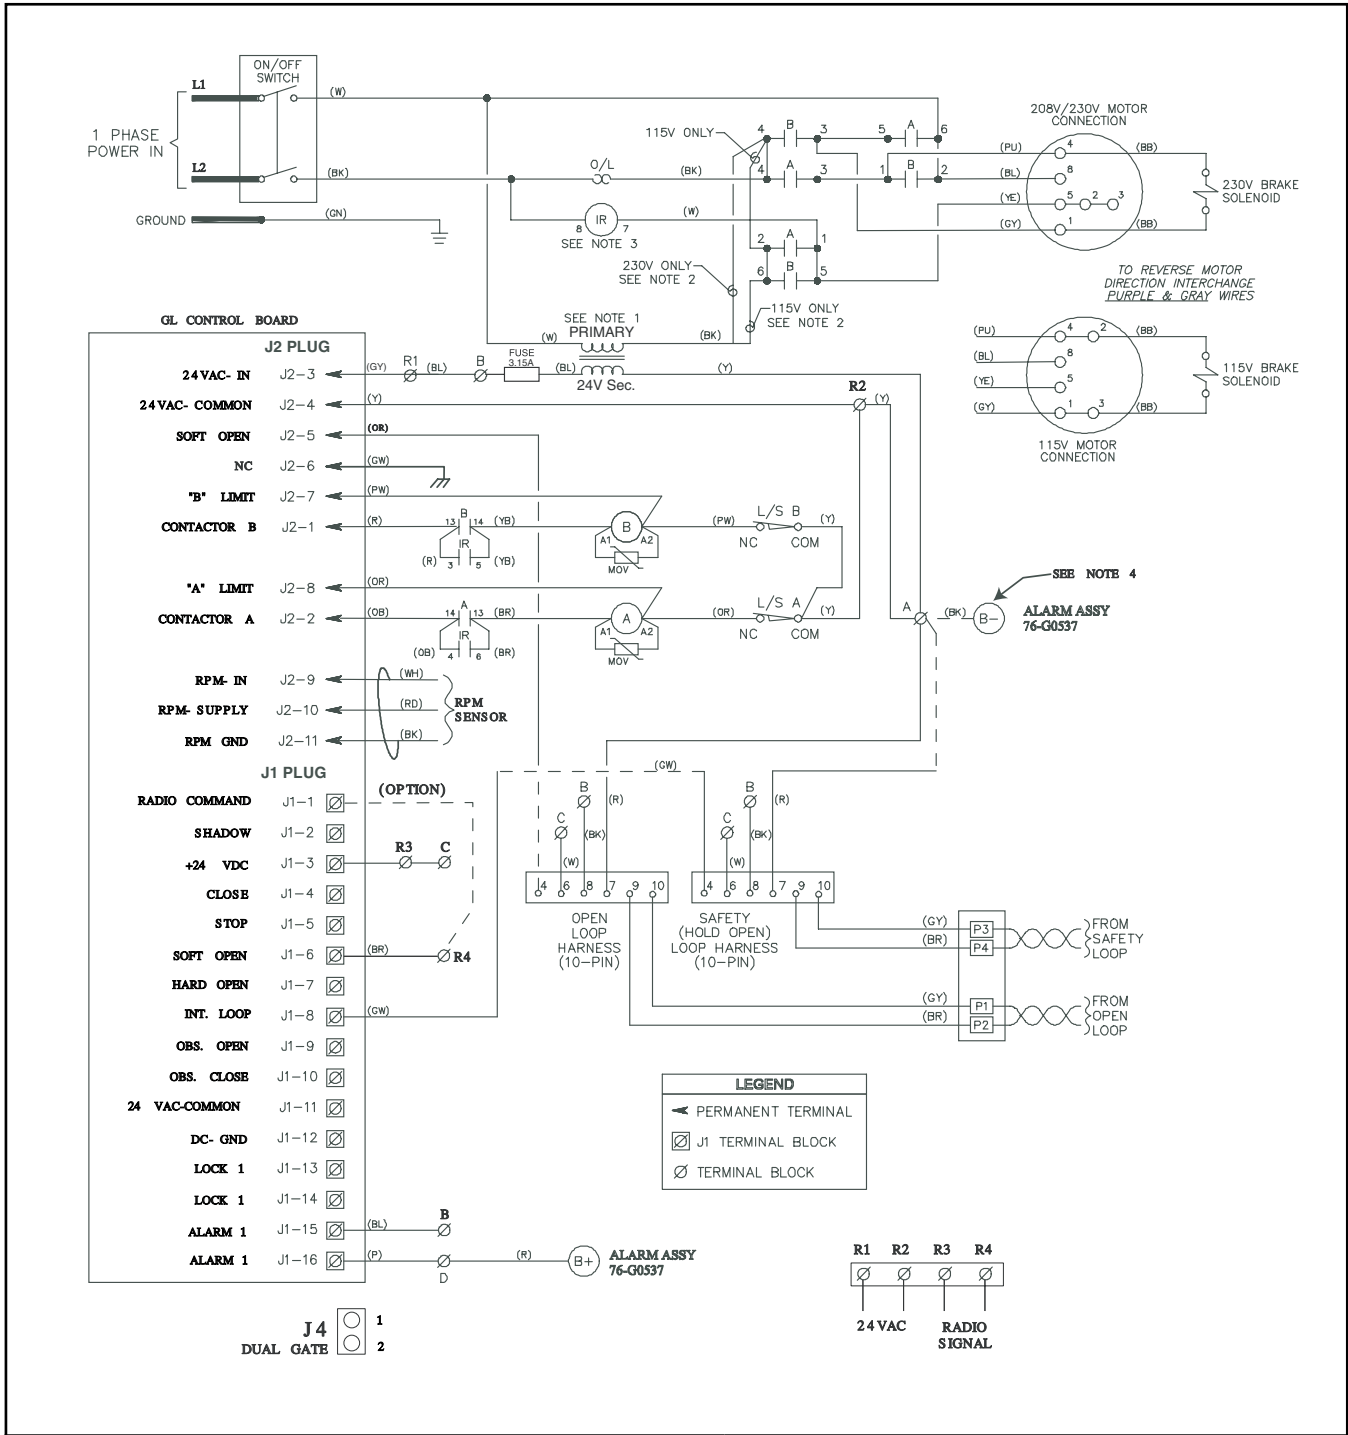 ON/OFF
SWITCH
L1
(W)
1 PHASE
POWER IN
L2
(BK)
GROUND
(GN)
O/L
(BK)
115V ONLY
4 B 3 5 A 6
4 A 3 1 B 2
8 IR 7
(W)
SEE NOTE 3
2 A 1
6 B 5
230V ONLY
SEE NOTE 2
115V ONLY
SEE NOTE 2
208V/230V MOTOR
CONNECTION
(PU) 4 (BB)
(BL) 8
(YE) 5 2 3
(GY) 1 (BB)
230V BRAKE
SOLENOID
TO REVERSE MOTOR
DIRECTION INTERCHANGE
PURPLE & GRAY WIRES
(PU) 4 2 (BB)
(BL) 8
(YE) 5
(GY) 1 3 (BB)
115V BRAKE
SOLENOID
115V MOTOR
CONNECTION
SEE NOTE 1
PRIMARY
(W)
(BK)
GL CONTROL BOARD
J2 PLUG
24VAC- IN J2-3 (GY) R1 (BL) B FUSE
3.15A (BL) 24V Sec. (Y)
24VAC- COMMON J2-4 (Y) R2 (Y)
SOFT OPEN J2-5 (OR)
NC J2-6 (GW)
"B" LIMIT J2-7 (PW)
CONTACTOR B J2-1 (R) 13 B 14 (YB) B (PW) L/S B (Y)
A1 A2 NC COM
IR
(R) 3 5 (YB) MOV
"A" LIMIT J2-8 (OR)
CONTACTOR A J2-2 (OB) 14 A 13 (BR) A (OR) L/S A (Y)
A1 A2 NC COM
IR
(OB) 4 6 (BR) MOV
SEE NOTE 4
A (BK) B- ALARM ASSY
76-G0537
RPM- IN J2-9 (WH)
RPM- SUPPLY J2-10 (RD)
RPM GND J2-11 (BK)
RPM
SENSOR
J1 PLUG
(GW)
(OPTION)
RADIO COMMAND J1-1
SHADOW J1-2
+24 VDC J1-3 R3 C
CLOSE J1-4
STOP J1-5
SOFT OPEN J1-6 (BR) R4
HARD OPEN J1-7
INT. LOOP J1-8 (GW)
OBS. OPEN J1-9
OBS. CLOSE J1-10
24 VAC-COMMON J1-11
DC- GND J1-12
LOCK 1 J1-13
LOCK 1 J1-14
ALARM 1 J1-15 (BL) B
ALARM 1 J1-16 (P) D (R) B+ ALARM ASSY
76-G0537
B (R)
C (BK)
(W)
4 6 8 7 9 10
OPEN
LOOP
HARNESS
(10-PIN)
B (R)
C (BK)
(W)
4 6 8 7 9 10
SAFETY
(HOLD OPEN)
LOOP HARNESS
(10-PIN)
(GY) P3
(BR) P4
FROM
SAFETY
LOOP
(GY) P1
(BR) P2
FROM
OPEN
LOOP
LEGEND
PERMANENT TERMINAL
J1 TERMINAL BLOCK
TERMINAL BLOCK
R1 R2 R3 R4
24VAC RADIO
SIGNAL
J4
DUAL GATE
1
2